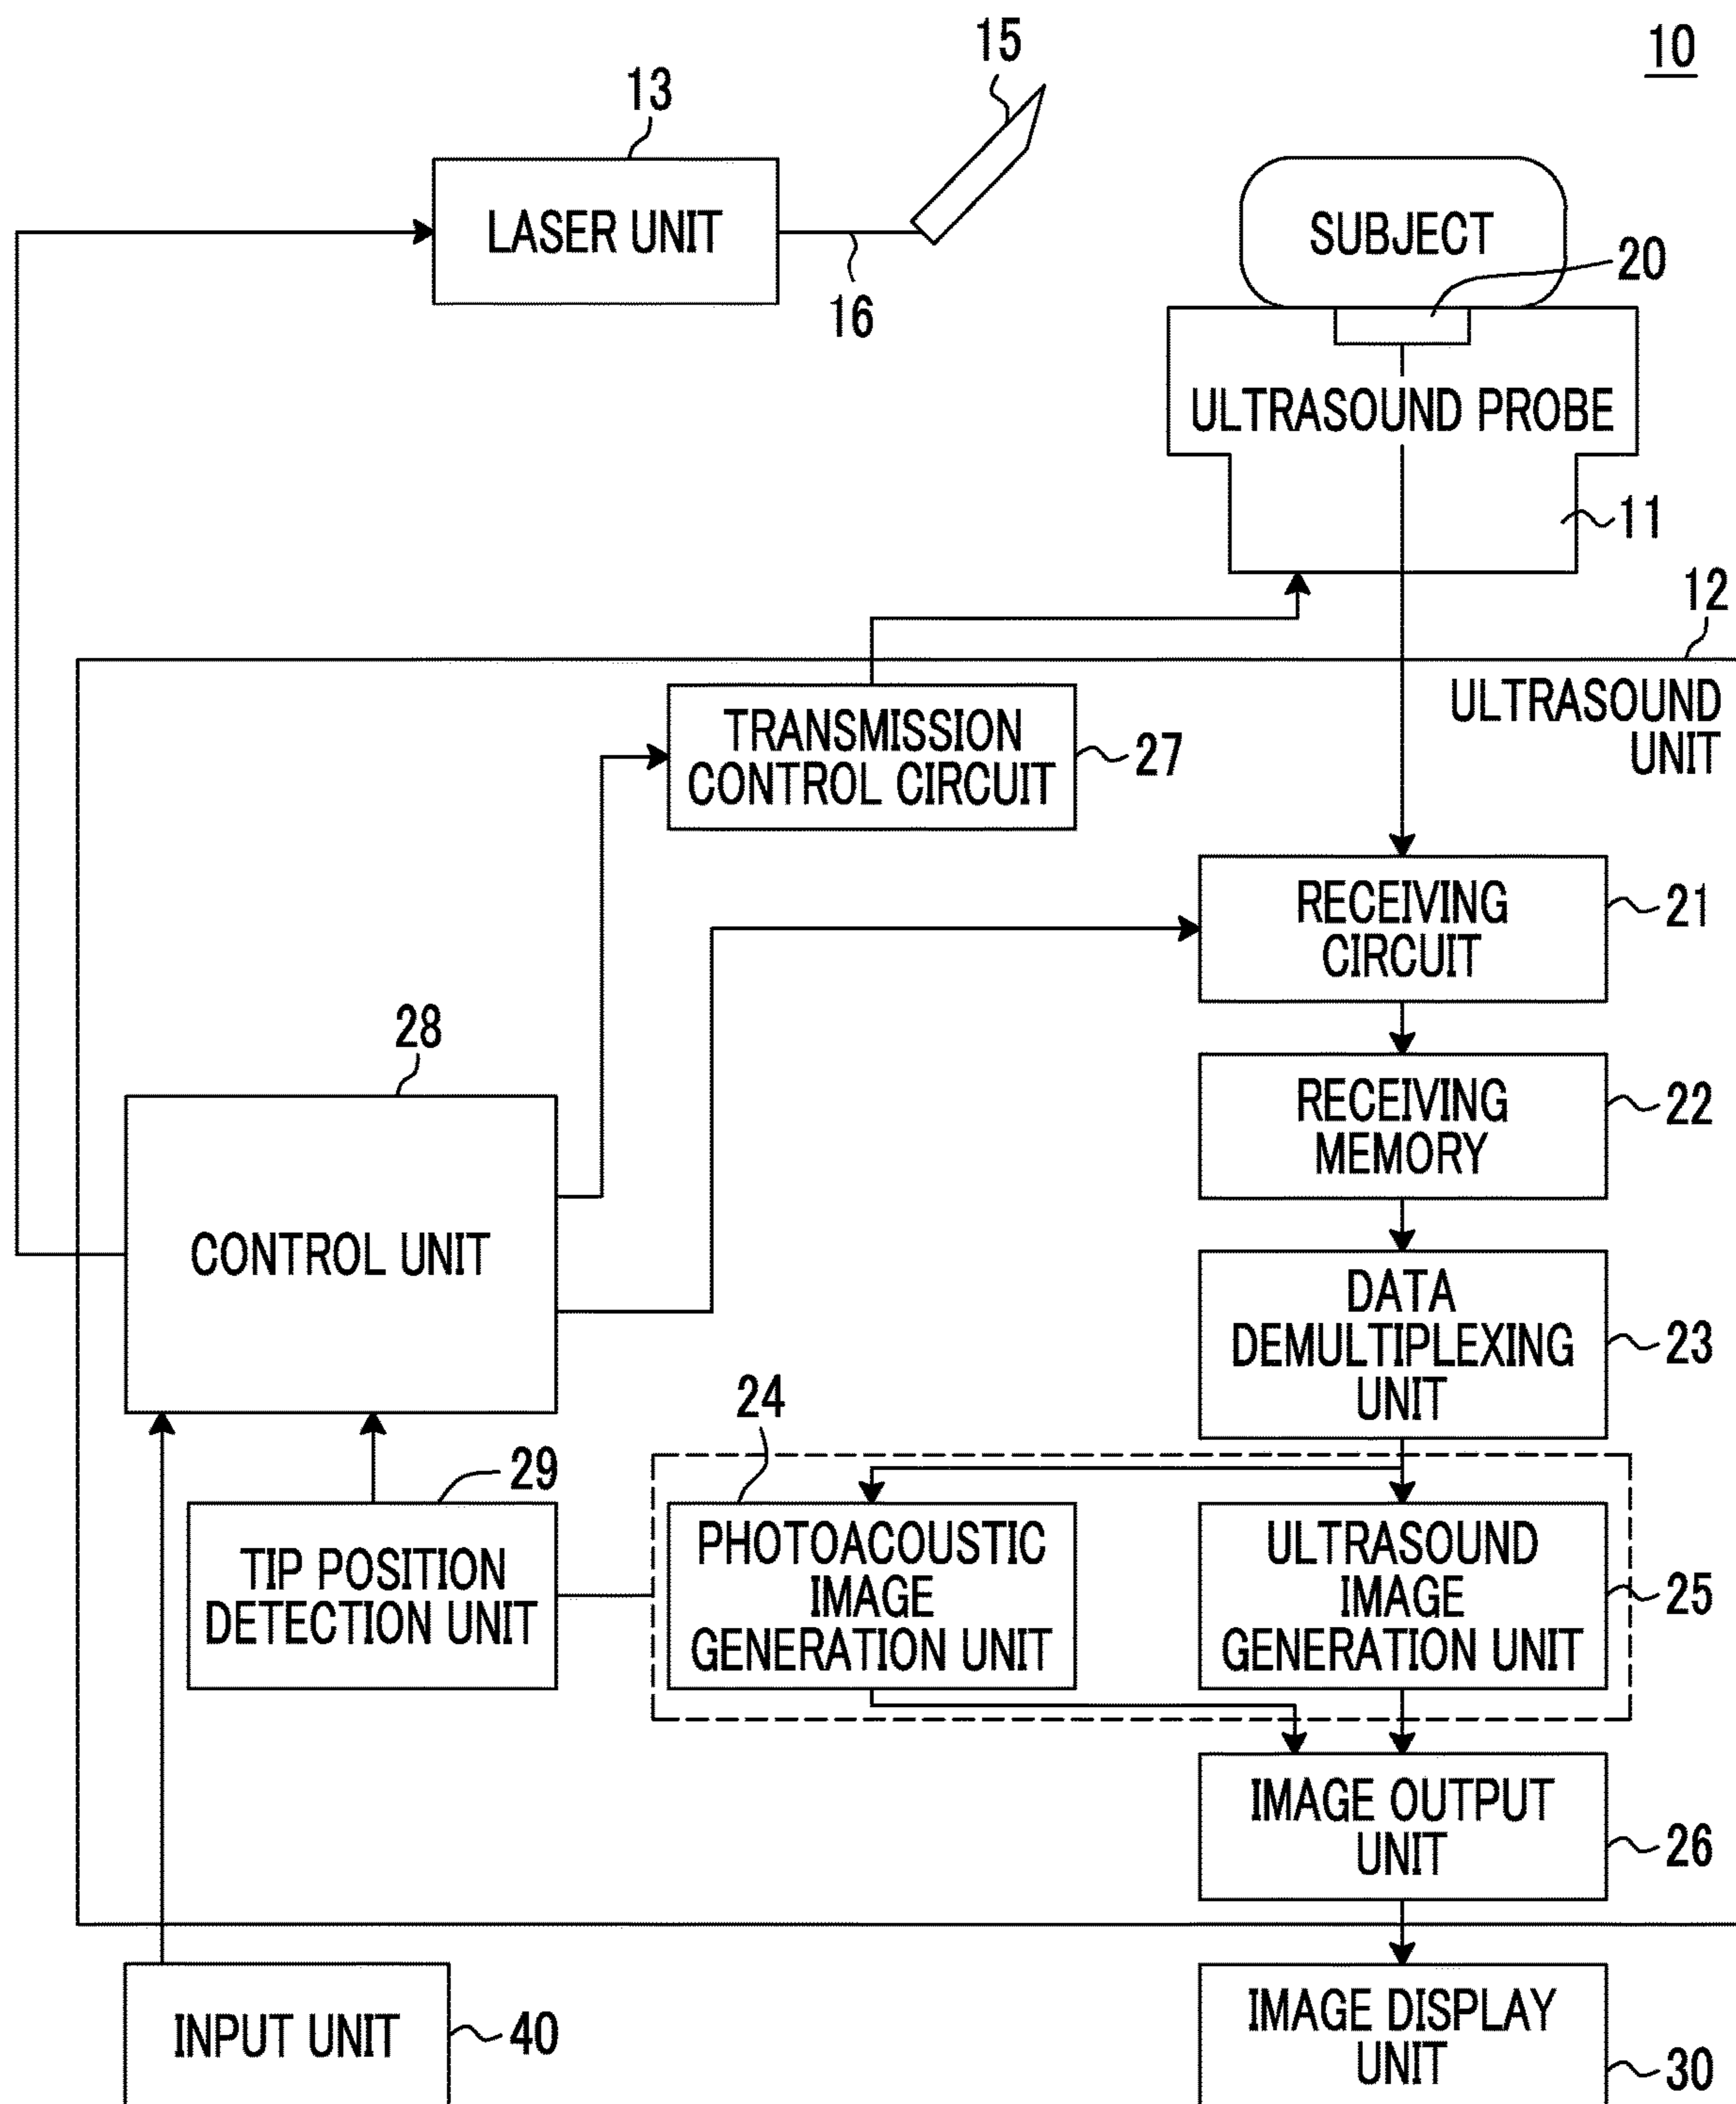 10
15
13
LASER UNIT
16
SUBJECT
20
ULTRASOUND PROBE
11
12
ULTRASOUND
UNIT
TRANSMISSION
CONTROL CIRCUIT
27
RECEIVING
CIRCUIT
21
28
CONTROL UNIT
RECEIVING
MEMORY
22
DATA
DEMULTIPLEXING
UNIT
23
29
TIP POSITION
DETECTION UNIT
24
PHOTOACOUSTIC
IMAGE
GENERATION UNIT
ULTRASOUND
IMAGE
GENERATION UNIT
25
IMAGE OUTPUT
UNIT
26
INPUT UNIT
40
IMAGE DISPLAY
UNIT
30